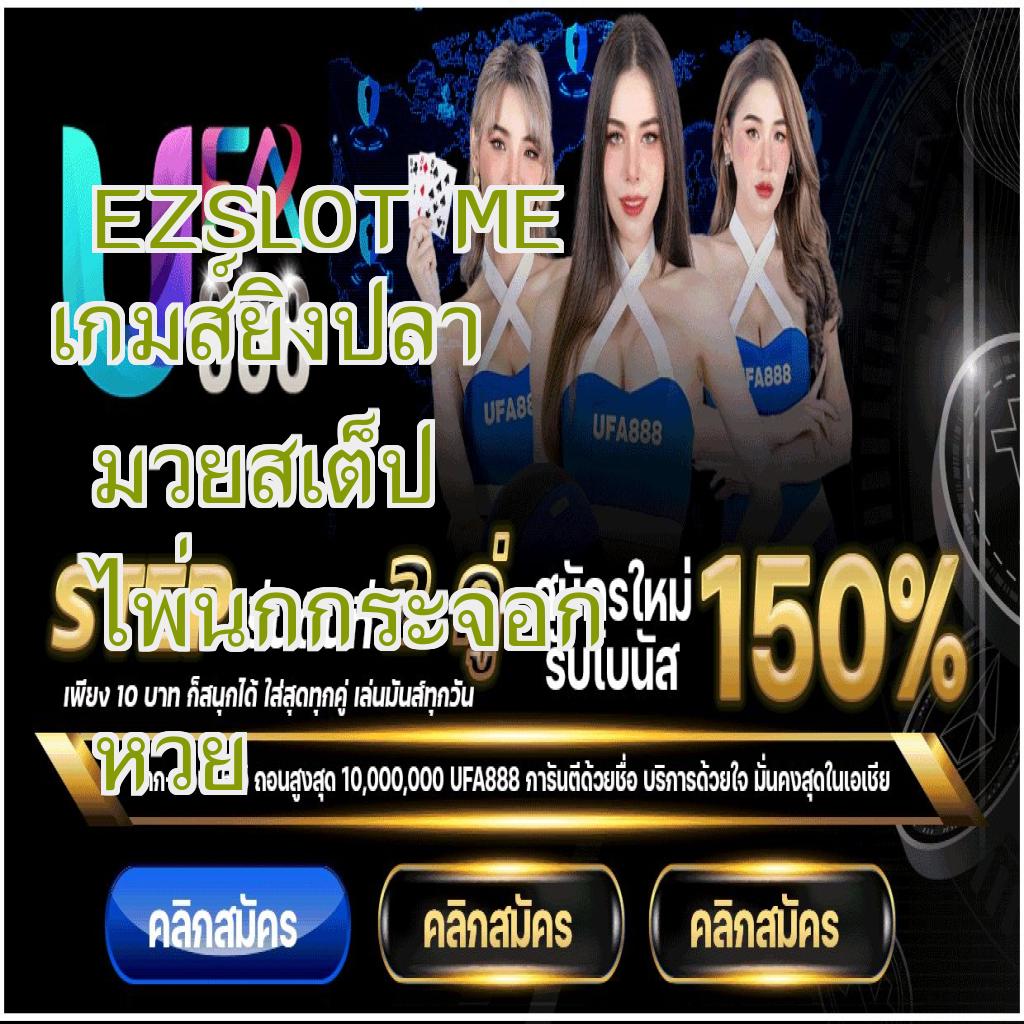 UFA
888
EZSLOT ME
เกมส์ยิงปลา
มวยสเต็ป
ไพ่นกกระจอก
หวย
UFA888
UFA888
FA888
STEP
สมัครใหม่
รับโบนัส
150%
เพียง 10 บาท ก็สนุกได้ ใส่สุดทุกคู่ เล่นมันส์ทุกวัน
ถอนสูงสุด 10,000,000 UFA888 การันตีด้วยชื่อ บริการด้วยใจ มั่นคงสุดในเอเชีย
คลิกสมัคร
คลิกสมัคร
คลิกสมัคร